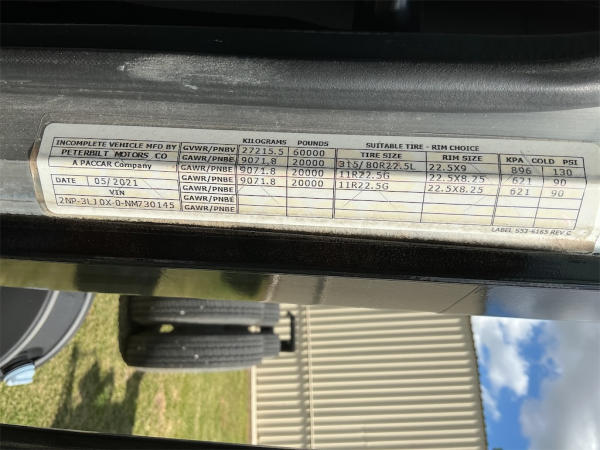 INCOMPLETE VEHICLE MFD BY
PETERBILT MOTORS CO
A PACCAR Company
DATE 05/2021
VIN
2NP-3LJ0X-0-NM730145
KILOGRAMS POUNDS SUITABLE TIRE - RIM CHOICE
TIRE SIZE RIM SIZE KPA COLD PSI
GVWR/PNBV 27215.5 60000
GAWR/PNBE 9071.8 20000 315/80R22.5L 22.5X9 896 130
GAWR/PNBE 9071.8 20000 11R22.5G 22.5X8.25 621 90
GAWR/PNBE 9071.8 20000 11R22.5G 22.5X8.25 621 90
GAWR/PNBE
GAWR/PNBE
LABEL S52-6165 REV C